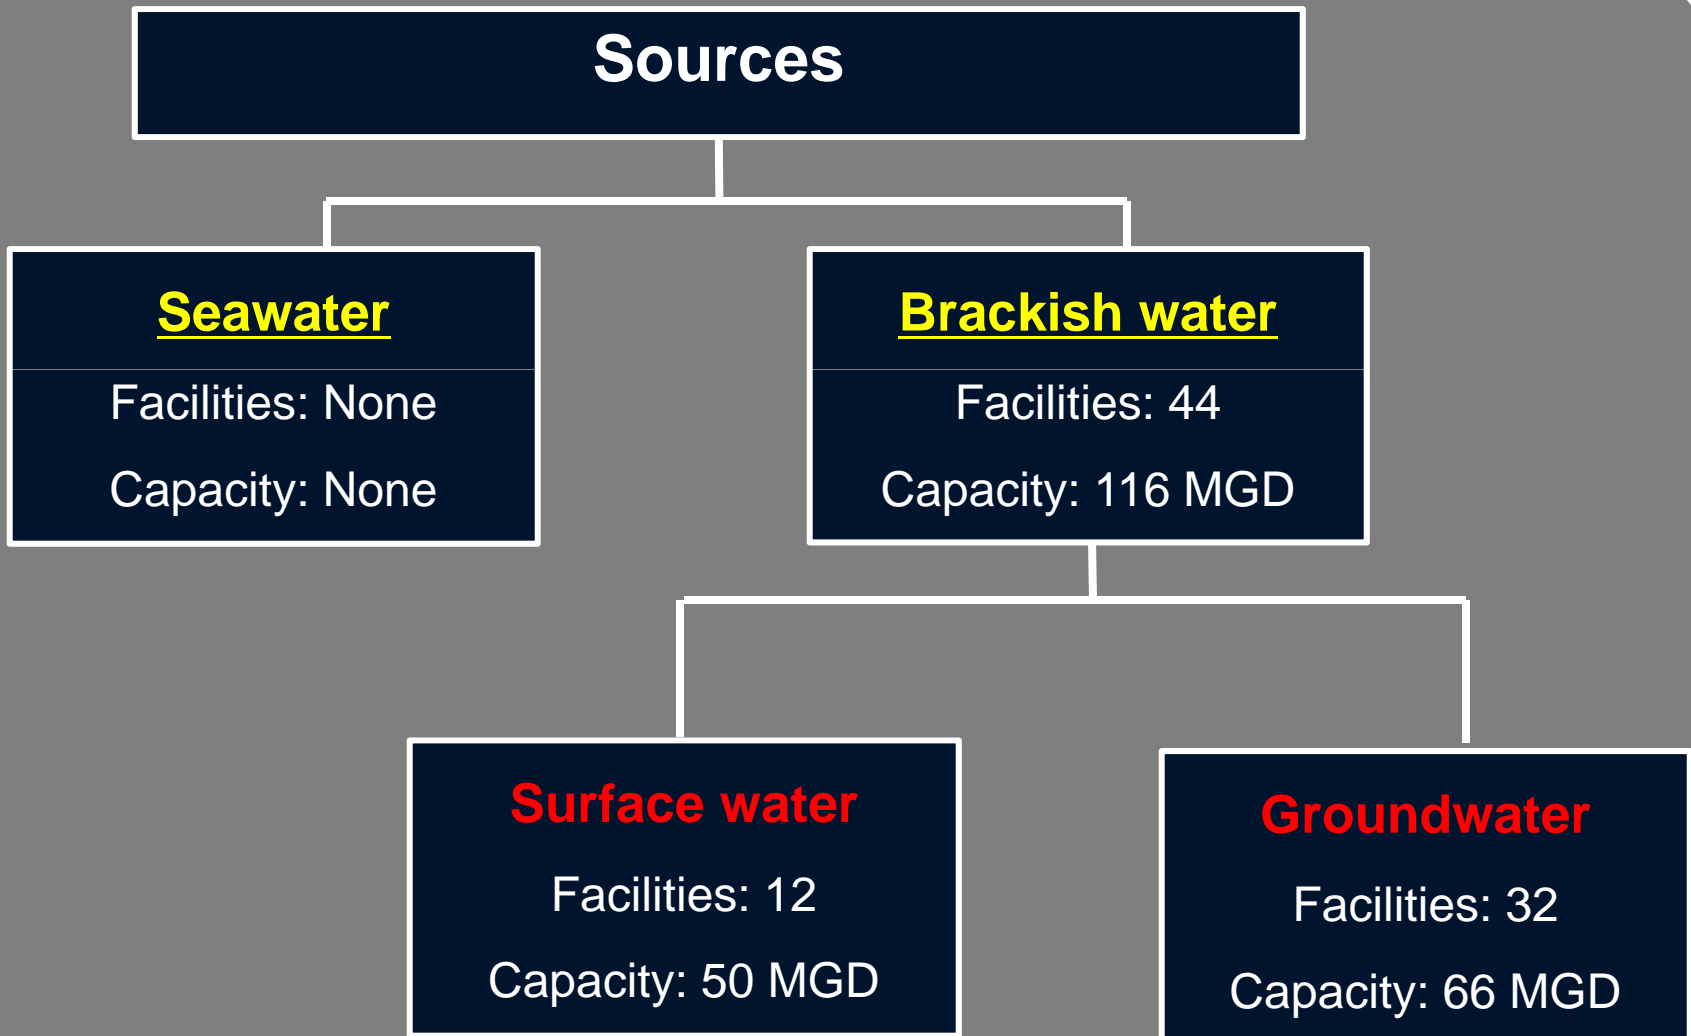 Sources
Seawater
Facilities: None
Capacity: None
Brackish water
Facilities: 44
Capacity: 116 MGD
Surface water
Facilities: 12
Capacity: 50 MGD
Groundwater
Facilities: 32
Capacity: 66 MGD